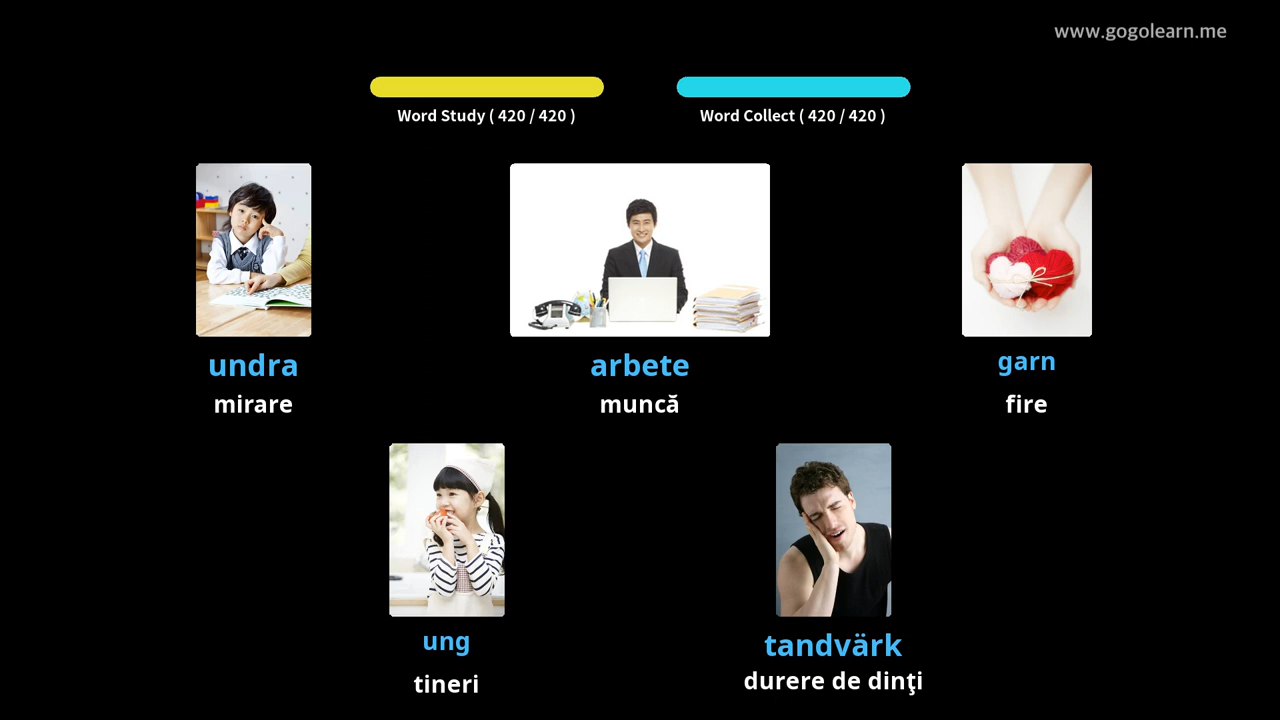 www.gogolearn.me
Word Study ( 420 / 420 )
Word Collect ( 420 / 420 )
undra
mirare
arbete
muncă
garn
fire
ung
tineri
tandvärk
durere de dinţi